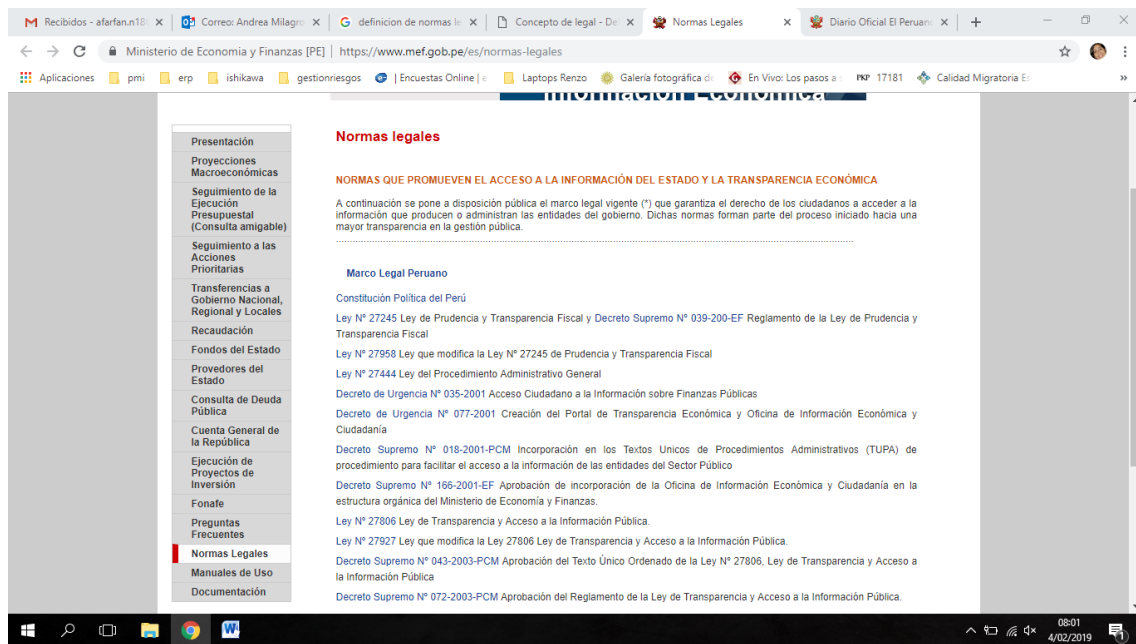 Recibidos - afarfan.n18
Correo: Andrea Milagro
definicion de normas le
Concepto de legal - De
Normas Legales
Diario Oficial El Peruan
Ministerio de Economia y Finanzas [PE] | https://www.mef.gob.pe/es/normas-legales
Aplicaciones
pmi
erp
ishikawa
gestionriesgos
| Encuestas Online | e
Laptops Renzo
Galería fotográfica de
En Vivo: Los pasos a
PKP 17181
Calidad Migratoria E
Información Económica
Presentación
Proyecciones
Macroeconómicas
Seguimiento de la
Ejecución
Presupuestal
(Consulta amigable)
Seguimiento a las
Acciones
Prioritarias
Transferencias a
Gobierno Nacional,
Regional y Locales
Recaudación
Fondos del Estado
Provedores del
Estado
Consulta de Deuda
Pública
Cuenta General de
la República
Ejecución de
Proyectos de
Inversión
Fonafe
Preguntas
Frecuentes
Normas Legales
Manuales de Uso
Documentación
Normas legales
NORMAS QUE PROMUEVEN EL ACCESO A LA INFORMACIÓN DEL ESTADO Y LA TRANSPARENCIA ECONÓMICA
A continuación se pone a disposición pública el marco legal vigente (*) que garantiza el derecho de los ciudadanos a acceder a la
información que producen o administran las entidades del gobierno. Dichas normas forman parte del proceso iniciado hacia una
mayor transparencia en la gestión pública.
Marco Legal Peruano
Constitución Política del Perú
Ley Nº 27245 Ley de Prudencia y Transparencia Fiscal y Decreto Supremo Nº 039-200-EF Reglamento de la Ley de Prudencia y
Transparencia Fiscal
Ley Nº 27958 Ley que modifica la Ley Nº 27245 de Prudencia y Transparencia Fiscal
Ley Nº 27444 Ley del Procedimiento Administrativo General
Decreto de Urgencia Nº 035-2001 Acceso Ciudadano a la Información sobre Finanzas Públicas
Decreto de Urgencia Nº 077-2001 Creación del Portal de Transparencia Económica y Oficina de Información Económica y
Ciudadanía
Decreto Supremo Nº 018-2001-PCM Incorporación en los Textos Unicos de Procedimientos Administrativos (TUPA) de
procedimiento para facilitar el acceso a la información de las entidades del Sector Público
Decreto Supremo Nº 166-2001-EF Aprobación de incorporación de la Oficina de Información Económica y Ciudadanía en la
estructura orgánica del Ministerio de Economía y Finanzas.
Ley Nº 27806 Ley de Transparencia y Acceso a la Información Pública.
Ley Nº 27927 Ley que modifica la Ley 27806 Ley de Transparencia y Acceso a la Información Pública.
Decreto Supremo Nº 043-2003-PCM Aprobación del Texto Único Ordenado de la Ley Nº 27806, Ley de Transparencia y Acceso a
la Información Pública
Decreto Supremo Nº 072-2003-PCM Aprobación del Reglamento de la Ley de Transparencia y Acceso a la Información Pública.
08:01
4/02/2019